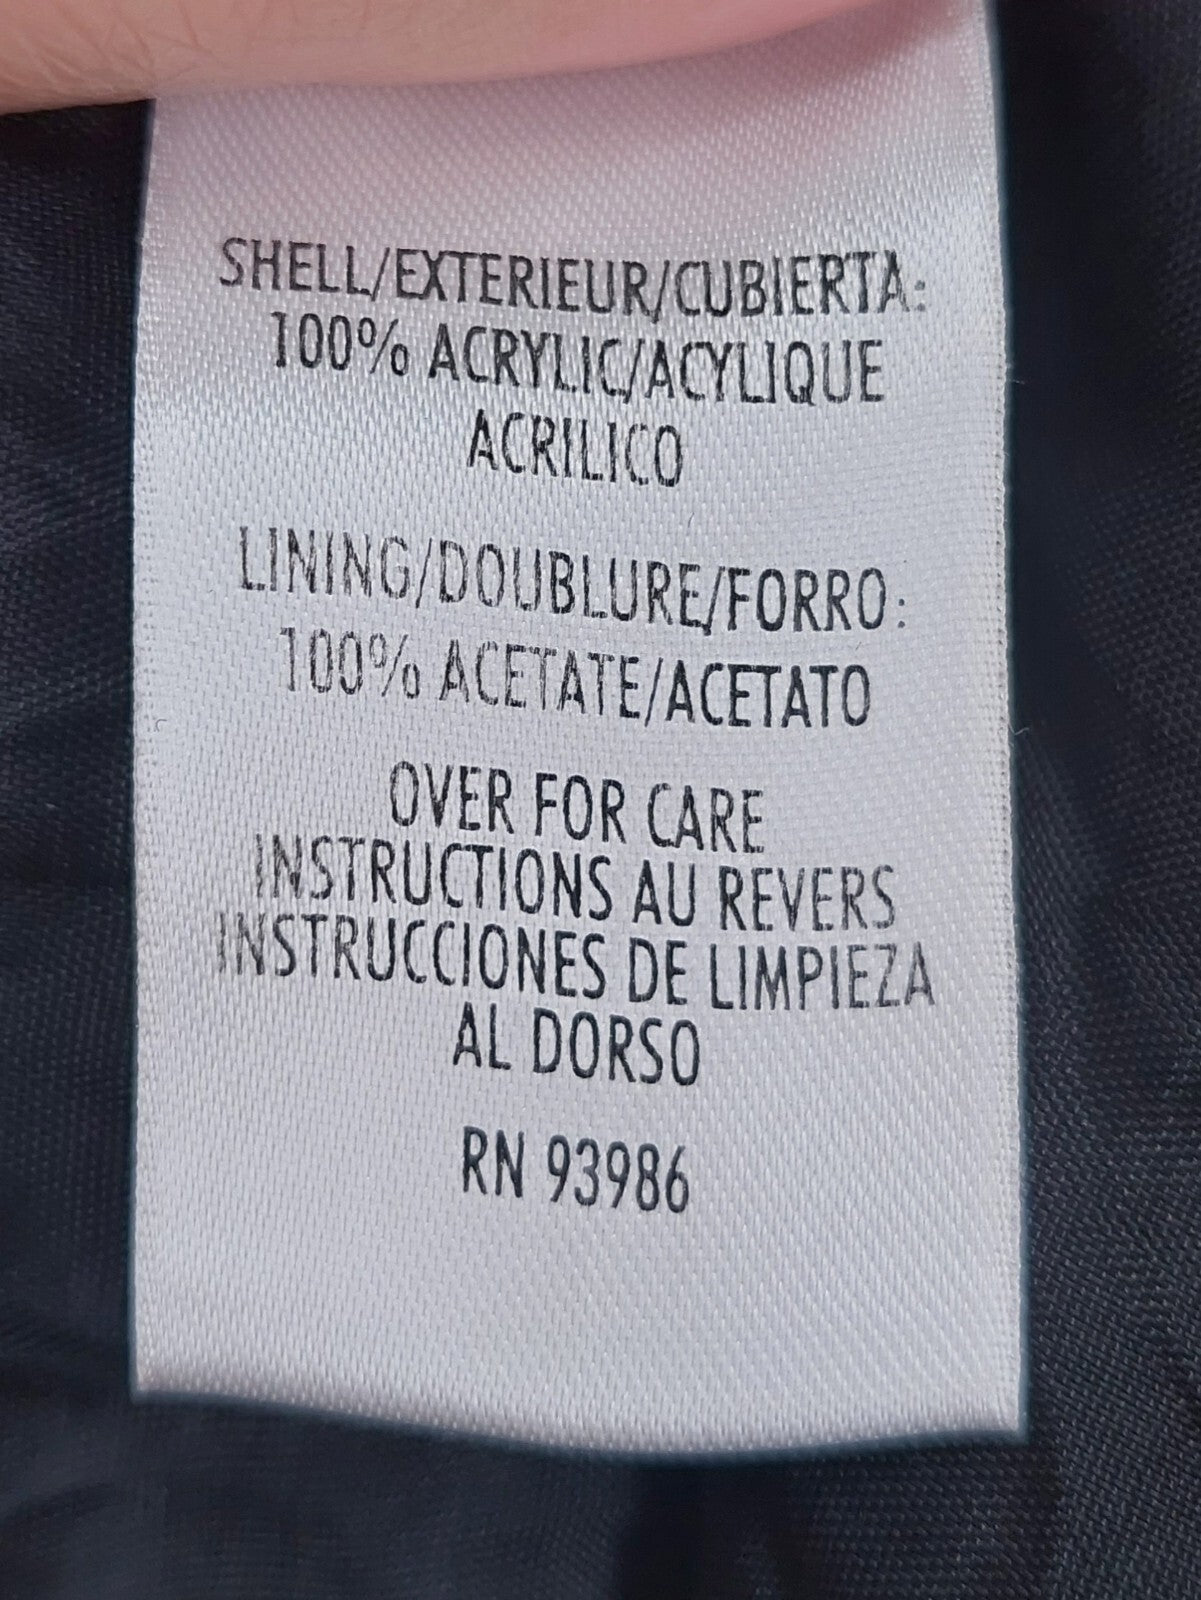 SHELL/EXTERIEUR/CUBIERTA:
100% ACRYLIC/ACYLIQUE
ACRILICO
LINING/DOUBLURE/FORRO:
100% ACETATE/ACETATO
OVER FOR CARE
INSTRUCTIONS AU REVERS
INSTRUCCIONES DE LIMPIEZA
AL DORSO
RN 93986